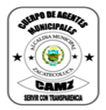 CUERPO DE AGENTES
MUNICIPALES
ALCALDIA MUNICIPAL
ZACATECOLUCA
CAMZ
SERVIR CON TRANSPARENCIA